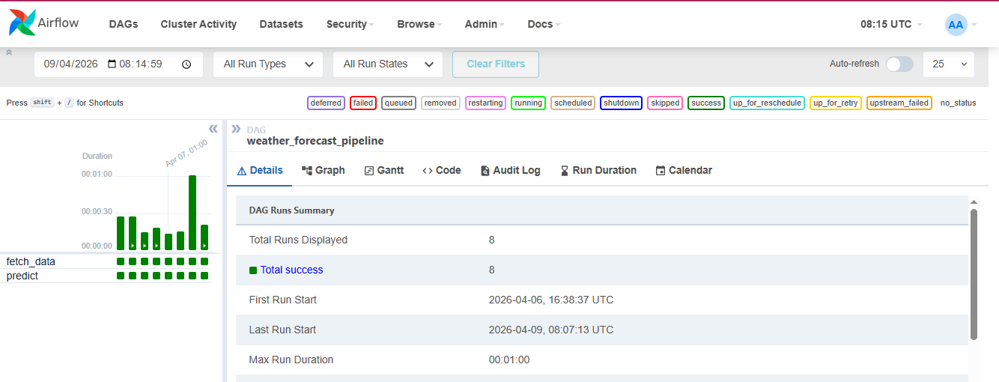 Airflow DAGs Cluster Activity Datasets Security Browse Admin Docs 08:15 UTC AA
09/04/2026 08:14:59 All Run Types All Run States Clear Filters Auto-refresh 25
Press shift + / for Shortcuts deferred failed queued removed restarting running scheduled shutdown skipped success up_for_reschedule up_for_retry upstream_failed no_status
DAG
weather_forecast_pipeline
Details Graph Gantt Code Audit Log Run Duration Calendar
Apr 07, 01:00
Duration
00:01:00
00:00:30
00:00:00
fetch_data
predict
DAG Runs Summary
Total Runs Displayed 8
Total success 8
First Run Start 2026-04-06, 16:38:37 UTC
Last Run Start 2026-04-09, 08:07:13 UTC
Max Run Duration 00:01:00